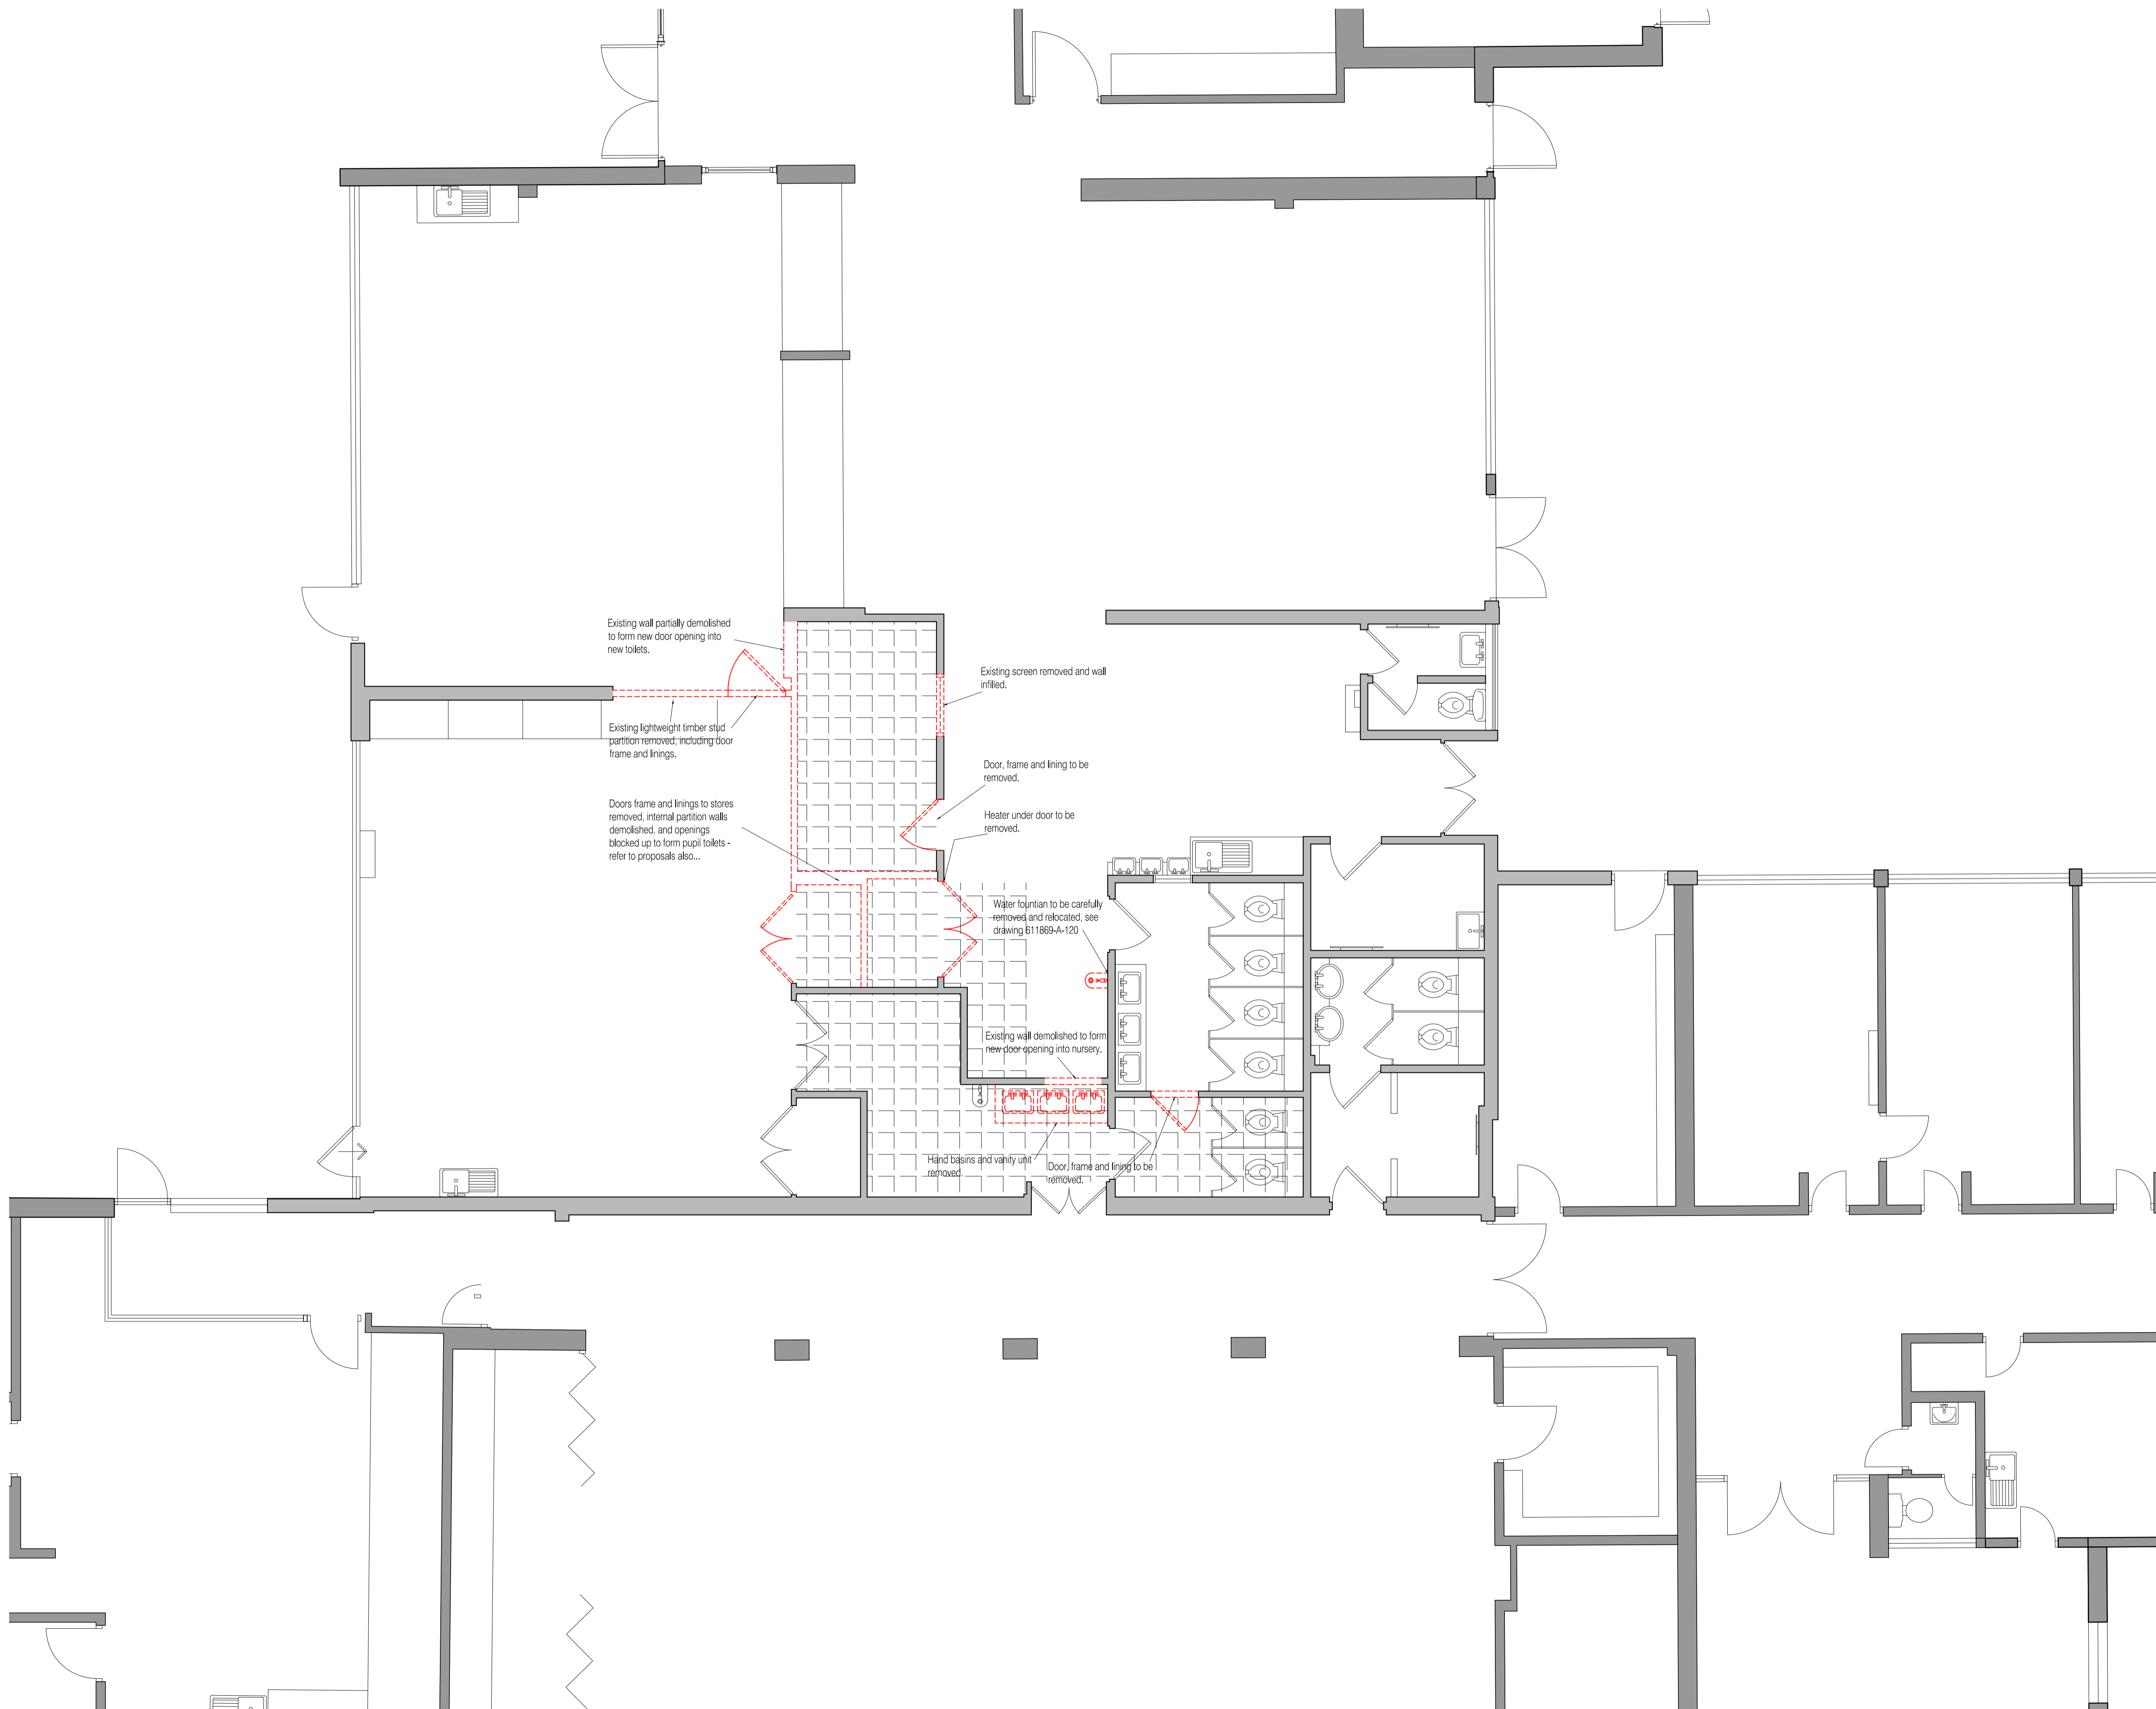 Existing wall partially demolished
to form new door opening into
new toilets.
Existing screen removed and wall
infilled.
Existing lightweight timber stud
partition removed, including door
frame and linings.
Door, frame and lining to be
removed.
Doors frame and linings to stores
removed, internal partition walls
demolished, and openings
blocked up to form pupil toilets -
refer to proposals also...
Heater under door to be
removed.
Water fountian to be carefully
removed and relocated, see
drawing 611869-A-120
Existing wall demolished to form
new door opening into nursery.
Hand basins and vanity unit
removed.
Door, frame and lining to be
removed.